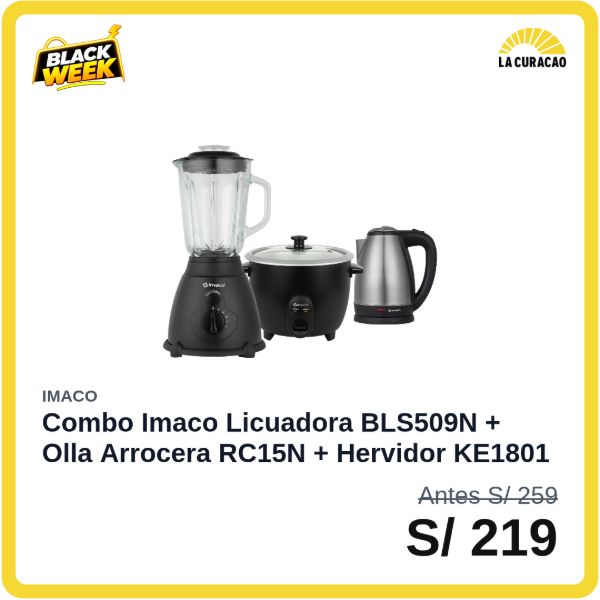 BLACK
WEEK
LA CURACAO
IMACO
Combo Imaco Licuadora BLS509N +
Olla Arrocera RC15N + Hervidor KE1801
Antes S/ 259
S/ 219